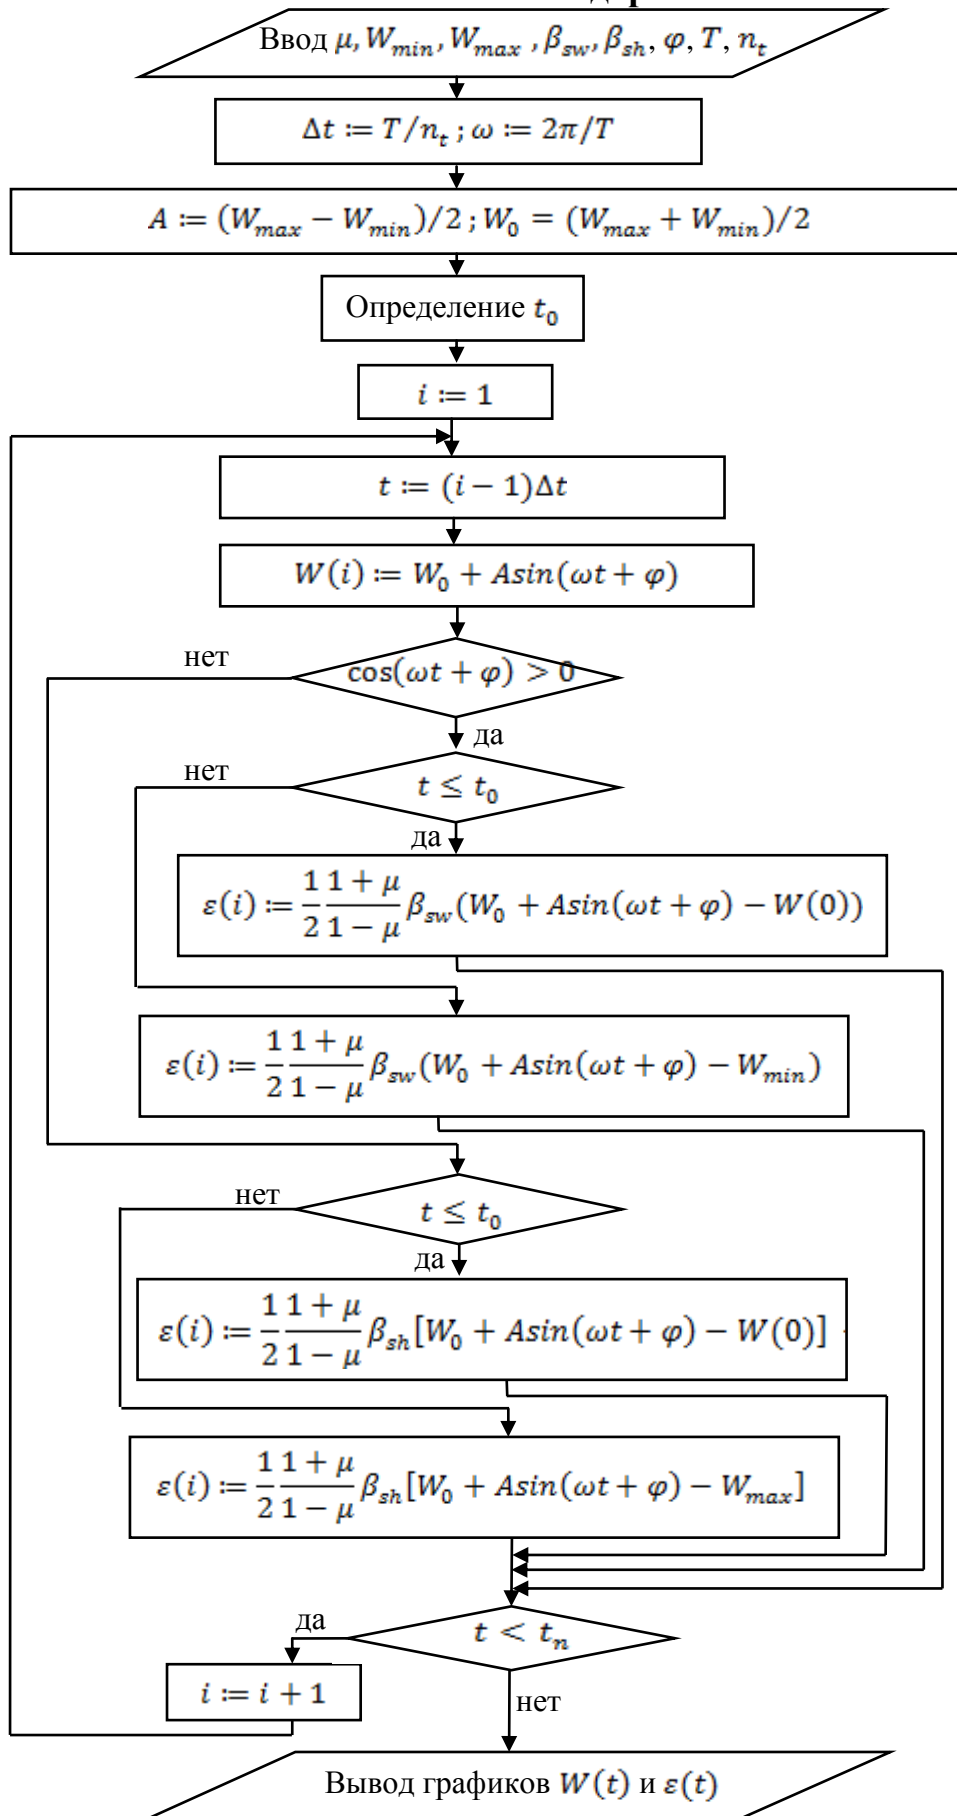 Ввод μ, W_min, W_max, β_sw, β_sh, φ, T, n_t
Δt ≔ T/n_t ; ω ≔ 2π/T
A ≔ (W_max − W_min)/2 ; W_0 = (W_max + W_min)/2
Определение t_0
i ≔ 1
t ≔ (i − 1)Δt
W(i) ≔ W_0 + Asin(ωt + φ)
нет
cos(ωt + φ) > 0
да
нет
t ≤ t_0
да
ε(i) ≔ 1/2 (1 + μ)/(1 − μ) β_sw(W_0 + Asin(ωt + φ) − W(0))
ε(i) ≔ 1/2 (1 + μ)/(1 − μ) β_sw(W_0 + Asin(ωt + φ) − W_min)
нет
t ≤ t_0
да
ε(i) ≔ 1/2 (1 + μ)/(1 − μ) β_sh[W_0 + Asin(ωt + φ) − W(0)]
ε(i) ≔ 1/2 (1 + μ)/(1 − μ) β_sh[W_0 + Asin(ωt + φ) − W_max]
да
t < t_n
i ≔ i + 1
нет
Вывод графиков W(t) и ε(t)